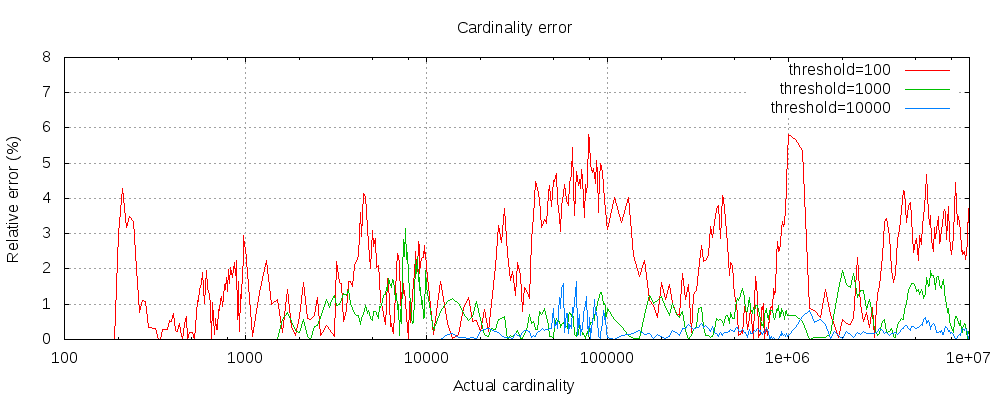 Cardinality error
8
threshold=100
7
threshold=1000
threshold=10000
6
5
4
3
2
1
0
Relative error (%)
100 1000 10000 100000 1e+06 1e+07
Actual cardinality